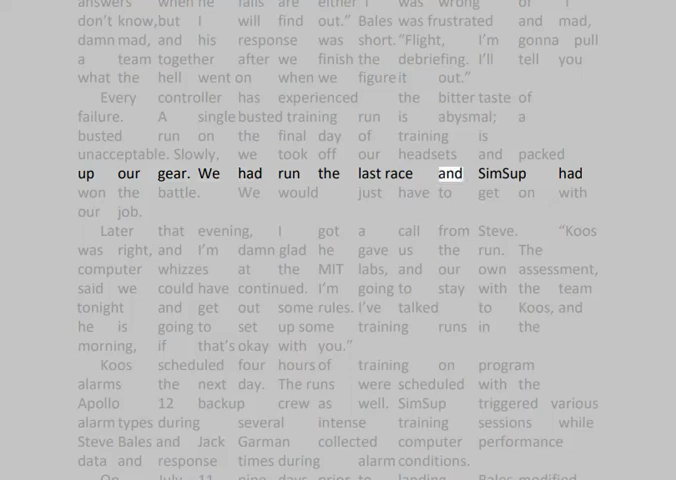 answers when he fails are either I was wrong or I
don't know,but I will find out." Bales was frustrated and mad,
damn mad, and his response was short. "Flight, I'm gonna pull
a team together after we finish the debriefing. I'll tell you
what the hell went on when we figure it out."
Every controller has experienced the bitter taste of
failure. A single busted training run is abysmal; a
busted run on the final day of training is
unacceptable. Slowly, we took off our headsets and packed
up our gear. We had run the last race and SimSup had
won the battle. We would just have to get on with
our job.
Later that evening, I got a call from Steve. "Koos
was right, and I'm damn glad he gave us the run. The
computer whizzes at the MIT labs, and our own assessment,
said we could have continued. I'm going to stay with the team
tonight and get out some rules. I've talked to Koos, and
he is going to set up some training runs in the
morning, if that's okay with you."
Koos scheduled four hours of training on program
alarms the next day. The runs were scheduled with the
Apollo 12 backup crew as well. SimSup triggered various
alarm types during several intense training sessions while
Steve Bales and Jack Garman collected computer performance
data and response times during alarm conditions.
On July 11, nine days prior to landing, Bales modified